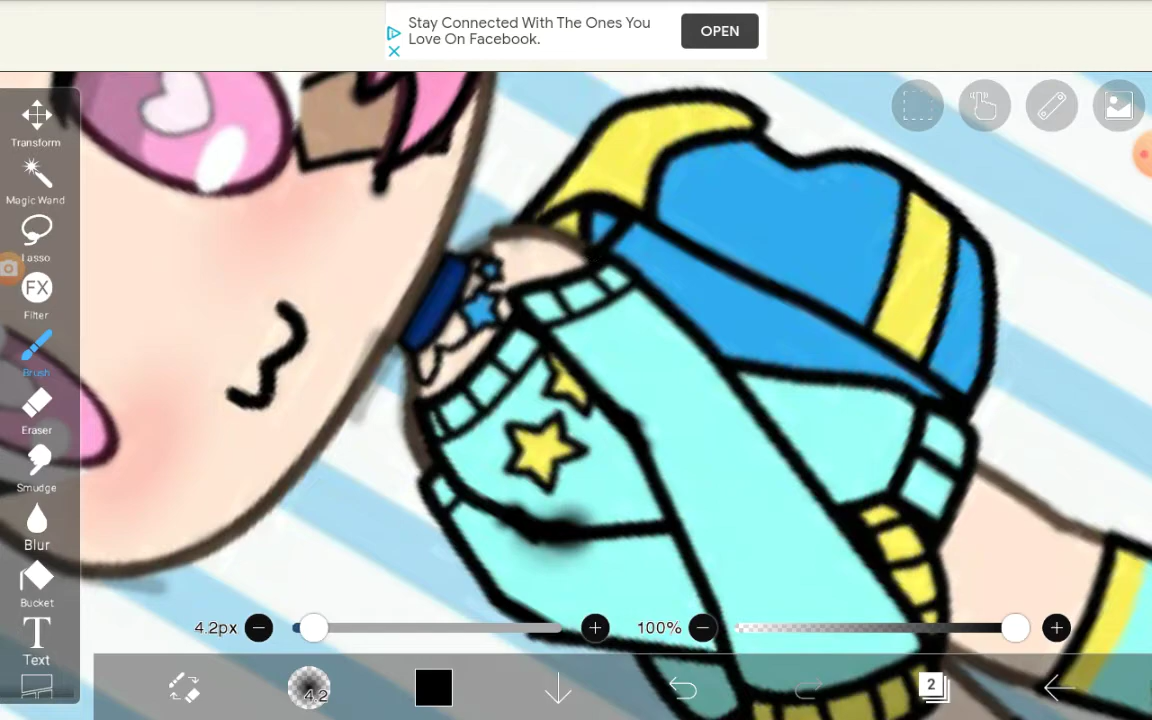 Stay Connected With The Ones You
Love On Facebook.
OPEN
Transform
Magic Wand
Lasso
FX
Filter
Brush
Eraser
Smudge
Blur
Bucket
T
Text
4.2px
100%
4.2
2